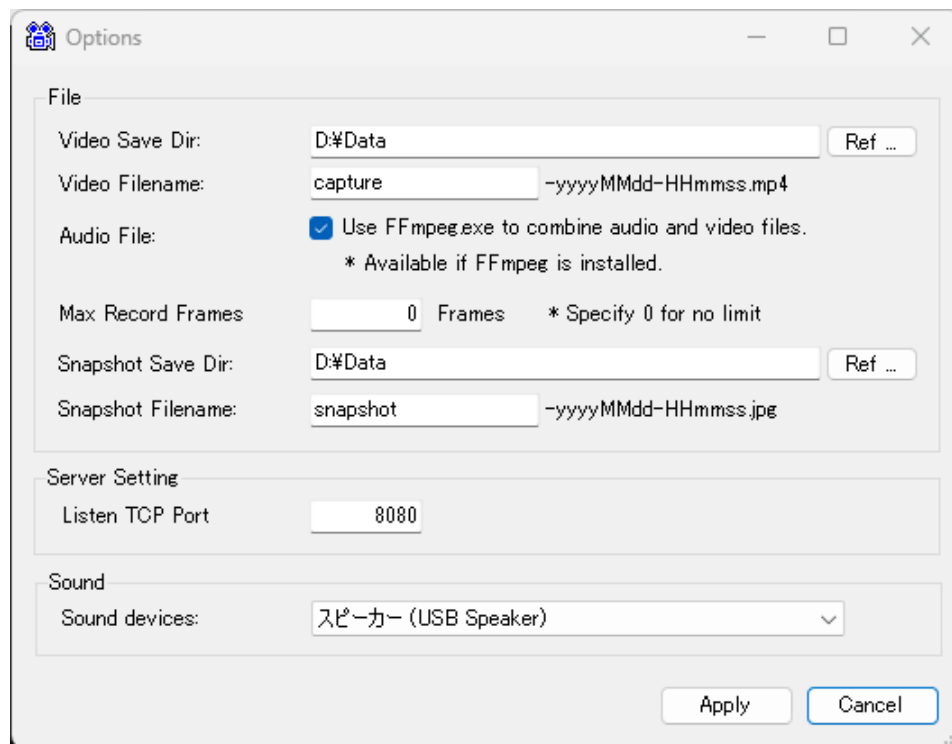 Options
File
Video Save Dir: D:¥Data Ref ...
Video Filename: capture -yyyyMMdd-HHmmss.mp4
Audio File: Use FFmpeg.exe to combine audio and video files.
* Available if FFmpeg is installed.
Max Record Frames 0 Frames * Specify 0 for no limit
Snapshot Save Dir: D:¥Data Ref ...
Snapshot Filename: snapshot -yyyyMMdd-HHmmss.jpg
Server Setting
Listen TCP Port 8080
Sound
Sound devices: スピーカー (USB Speaker)
Apply Cancel